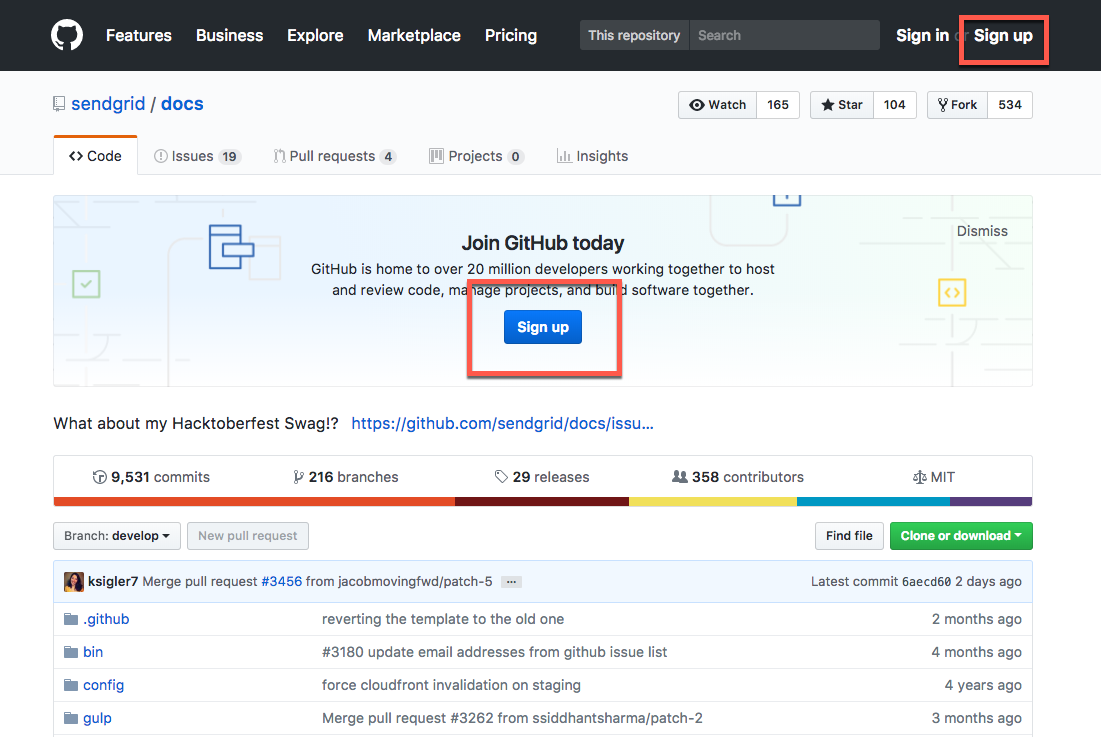 Features Business Explore Marketplace Pricing This repository Search Sign in or Sign up
sendgrid / docs Watch 165 Star 104 Fork 534
Code Issues 19 Pull requests 4 Projects 0 Insights
Join GitHub today
Dismiss
GitHub is home to over 20 million developers working together to host
and review code, manage projects, and build software together.
Sign up
What about my Hacktoberfest Swag!? https://github.com/sendgrid/docs/issu...
9,531 commits 216 branches 29 releases 358 contributors MIT
Branch: develop New pull request Find file Clone or download
ksigler7 Merge pull request #3456 from jacobmovingfwd/patch-5 ... Latest commit 6aecd60 2 days ago
.github reverting the template to the old one 2 months ago
bin #3180 update email addresses from github issue list 4 months ago
config force cloudfront invalidation on staging 4 years ago
gulp Merge pull request #3262 from ssiddhantsharma/patch-2 3 months ago